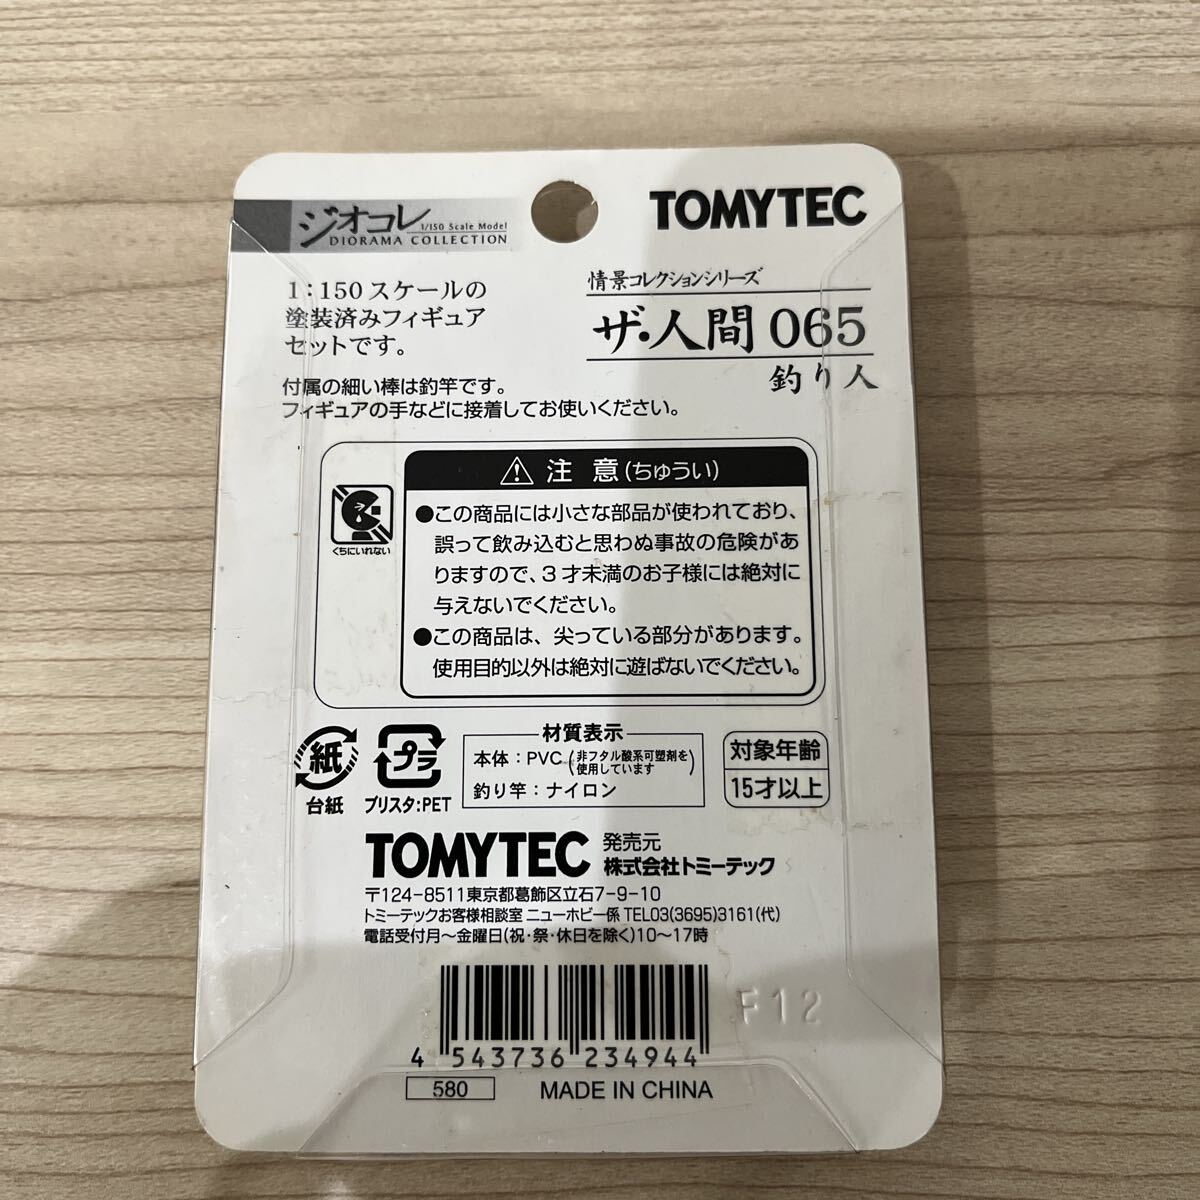 ジオコレ
1/150 Scale Model
DIORAMA COLLECTION
TOMYTEC
1:150スケールの
塗装済みフィギュア
セットです。
情景コレクションシリーズ
ザ・人間 065
釣り人
付属の細い棒は釣竿です。
フィギュアの手などに接着してお使いください。
くちにいれない
注 意(ちゅうい)
●この商品には小さな部品が使われており、
誤って飲み込むと思わぬ事故の危険があ
りますので、3才未満のお子様には絶対に
与えないでください。
●この商品は、尖っている部分があります。
使用目的以外は絶対に遊ばないでください。
紙
台紙
プラ
ブリスタ:PET
材質表示
本体:PVC(非フタル酸系可塑剤を
使用しています)
釣り竿:ナイロン
対象年齢
15才以上
TOMYTEC
発売元
株式会社トミーテック
〒124-8511東京都葛飾区立石7-9-10
トミーテックお客様相談室 ニューホビー係 TEL03(3695)3161(代)
電話受付月～金曜日(祝・祭・休日を除く)10～17時
F12
4 543736 234944
580
MADE IN CHINA